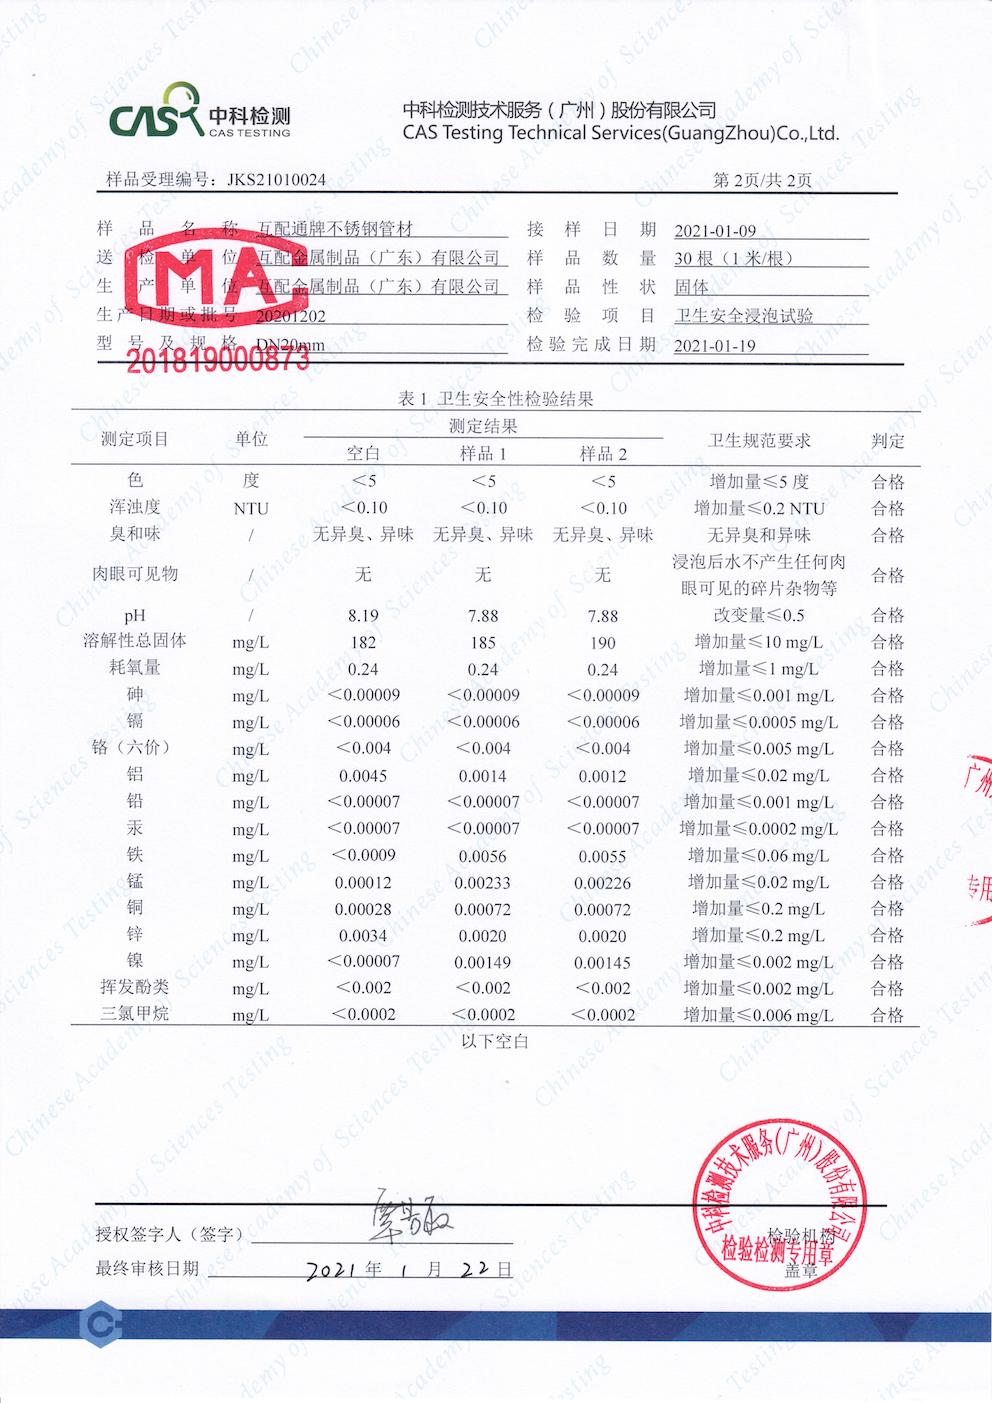 CAS 中科检测
CAS TESTING
中科检测技术服务（广州）股份有限公司
CAS Testing Technical Services(GuangZhou)Co.,Ltd.
样品受理编号：JKS21010024 第 2页/共 2页
样品名称 互配通牌不锈钢管材 接样日期 2021-01-09
送检单位 互配金属制品（广东）有限公司 样品数量 30 根（1 米/根）
生产单位 互配金属制品（广东）有限公司 样品性状 固体
生产日期或批号 20201202 检验项目 卫生安全浸泡试验
型号及规格 DN20mm 检验完成日期 2021-01-19
MA
201819000873
表 1 卫生安全性检验结果
测定项目 单位 测定结果 卫生规范要求 判定
空白 样品 1 样品 2
色 度 ＜5 ＜5 ＜5 增加量≤5 度 合格
浑浊度 NTU ＜0.10 ＜0.10 ＜0.10 增加量≤0.2 NTU 合格
臭和味 / 无异臭、异味 无异臭、异味 无异臭、异味 无异臭和异味 合格
肉眼可见物 / 无 无 无 浸泡后水不产生任何肉
眼可见的碎片杂物等 合格
pH / 8.19 7.88 7.88 改变量≤0.5 合格
溶解性总固体 mg/L 182 185 190 增加量≤10 mg/L 合格
耗氧量 mg/L 0.24 0.24 0.24 增加量≤1 mg/L 合格
砷 mg/L ＜0.00009 ＜0.00009 ＜0.00009 增加量≤0.001 mg/L 合格
镉 mg/L ＜0.00006 ＜0.00006 ＜0.00006 增加量≤0.0005 mg/L 合格
铬（六价） mg/L ＜0.004 ＜0.004 ＜0.004 增加量≤0.005 mg/L 合格
铝 mg/L 0.0045 0.0014 0.0012 增加量≤0.02 mg/L 合格
铅 mg/L ＜0.00007 ＜0.00007 ＜0.00007 增加量≤0.001 mg/L 合格
汞 mg/L ＜0.00007 ＜0.00007 ＜0.00007 增加量≤0.0002 mg/L 合格
铁 mg/L ＜0.0009 0.0056 0.0055 增加量≤0.06 mg/L 合格
锰 mg/L 0.00012 0.00233 0.00226 增加量≤0.02 mg/L 合格
铜 mg/L 0.00028 0.00072 0.00072 增加量≤0.2 mg/L 合格
锌 mg/L 0.0034 0.0020 0.0020 增加量≤0.2 mg/L 合格
镍 mg/L ＜0.00007 0.00149 0.00145 增加量≤0.002 mg/L 合格
挥发酚类 mg/L ＜0.002 ＜0.002 ＜0.002 增加量≤0.002 mg/L 合格
三氯甲烷 mg/L ＜0.0002 ＜0.0002 ＜0.0002 增加量≤0.006 mg/L 合格
以下空白
广州
专用
中科检测技术服务(广州)股份有限公司
检验检测专用章
授权签字人（签字） 检验机构
最终审核日期 2021 年 1 月 22 日 盖章
Chinese Academy of Sciences Testing